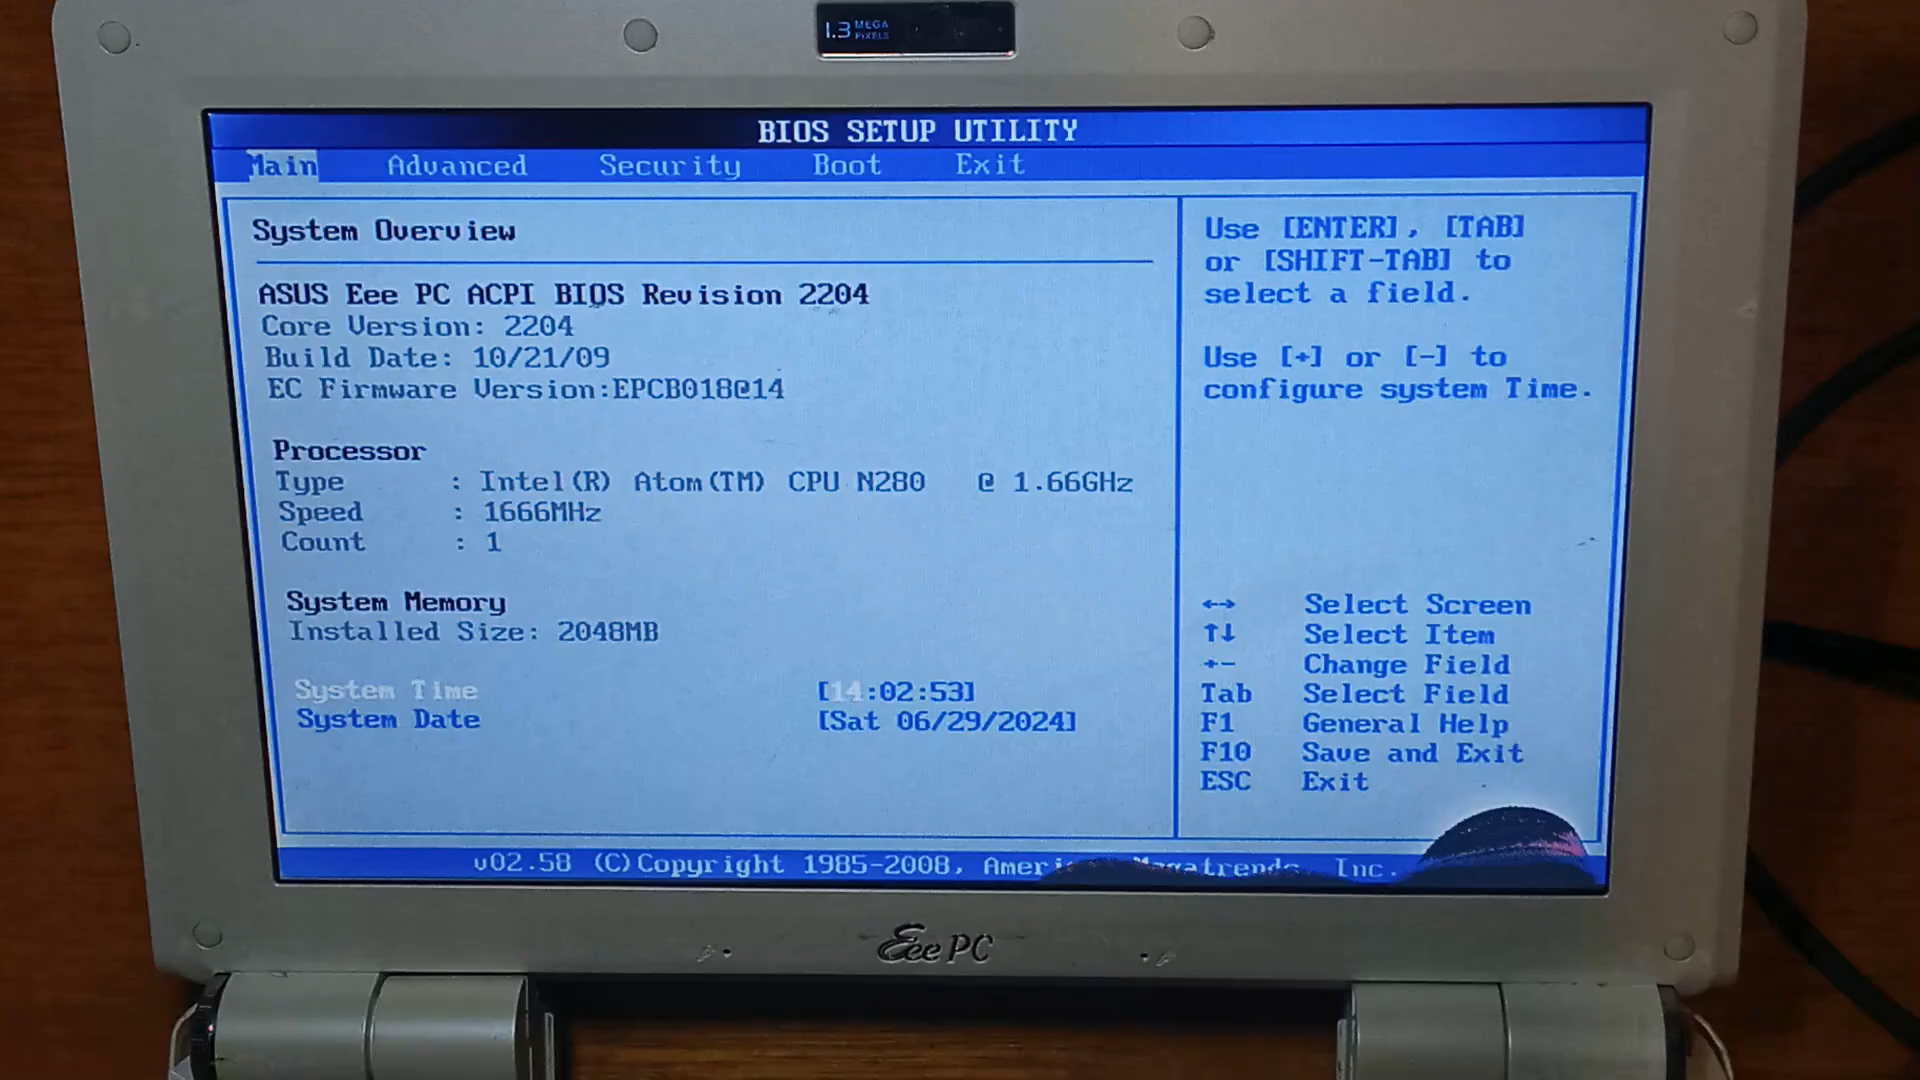 1.3 MEGA PIXELS
BIOS SETUP UTILITY
Main Advanced Security Boot Exit
System Overview
ASUS Eee PC ACPI BIOS Revision 2204
Core Version: 2204
Build Date: 10/21/09
EC Firmware Version:EPCB018@14
Processor
Type : Intel(R) Atom(TM) CPU N280 @ 1.66GHz
Speed : 1666MHz
Count : 1
System Memory
Installed Size: 2048MB
System Time [14:02:53]
System Date [Sat 06/29/2024]
Use [ENTER], [TAB]
or [SHIFT-TAB] to
select a field.
Use [+] or [-] to
configure system Time.
←→ Select Screen
↑↓ Select Item
+- Change Field
Tab Select Field
F1 General Help
F10 Save and Exit
ESC Exit
v02.58 (C)Copyright 1985-2008, Inc.
Eee PC